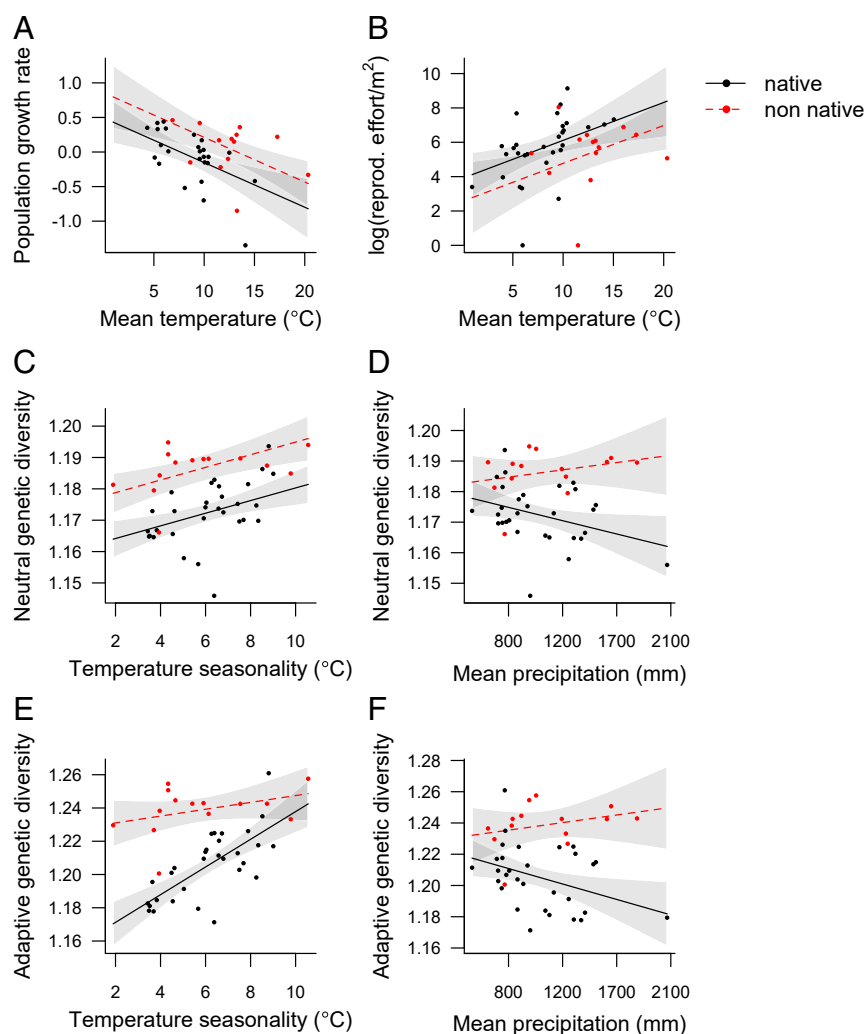 A
Population growth rate
1.0
0.5
0.0
-0.5
-1.0
5 10 15 20
Mean temperature (°C)
B
log(reprod. effort/m²)
10
8
6
4
2
0
5 10 15 20
Mean temperature (°C)
native
non native
C
Neutral genetic diversity
1.20
1.19
1.18
1.17
1.16
1.15
2 4 6 8 10
Temperature seasonality (°C)
D
Neutral genetic diversity
1.20
1.19
1.18
1.17
1.16
1.15
800 1200 1700 2100
Mean precipitation (mm)
E
Adaptive genetic diversity
1.26
1.24
1.22
1.20
1.18
1.16
2 4 6 8 10
Temperature seasonality (°C)
F
Adaptive genetic diversity
1.28
1.26
1.24
1.22
1.20
1.18
1.16
800 1200 1700 2100
Mean precipitation (mm)